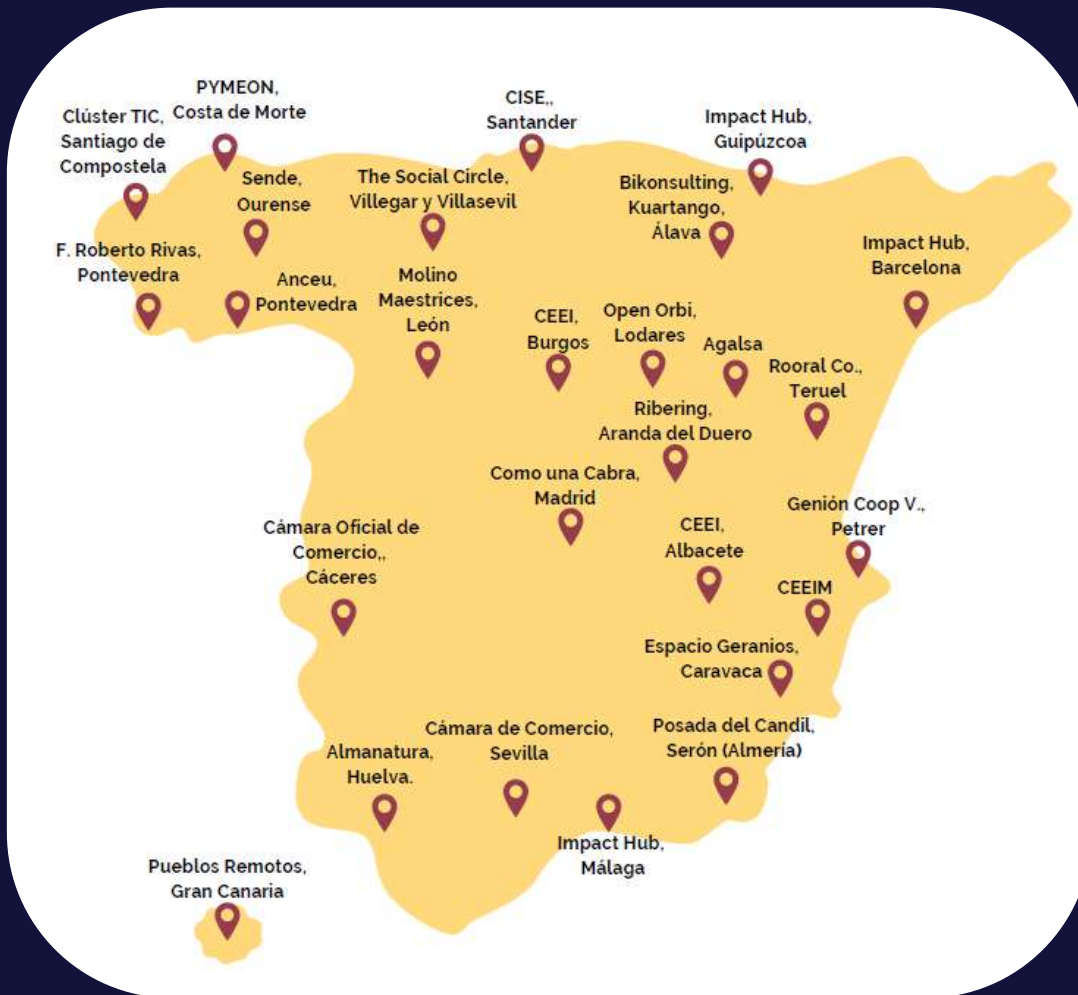 PYMEON,
Costa de Morte
Clúster TIC,
Santiago de
Compostela
CISE,,
Santander
Impact Hub,
Guipúzcoa
Sende,
Ourense
The Social Circle,
Villegar y Villasevil
Bikonsulting,
Kuartango,
Álava
F. Roberto Rivas,
Pontevedra
Anceu,
Pontevedra
Molino
Maestrices,
León
Impact Hub,
Barcelona
CEEI,
Burgos
Open Orbi,
Lodares
Agalsa
Rooral Co.,
Teruel
Ribering,
Aranda del Duero
Como una Cabra,
Madrid
Genión Coop V.,
Petrer
Cámara Oficial de
Comercio,,
Cáceres
CEEI,
Albacete
CEEIM
Espacio Geranios,
Caravaca
Cámara de Comercio,
Sevilla
Posada del Candil,
Serón (Almería)
Almanatura,
Huelva.
Impact Hub,
Málaga
Pueblos Remotos,
Gran Canaria